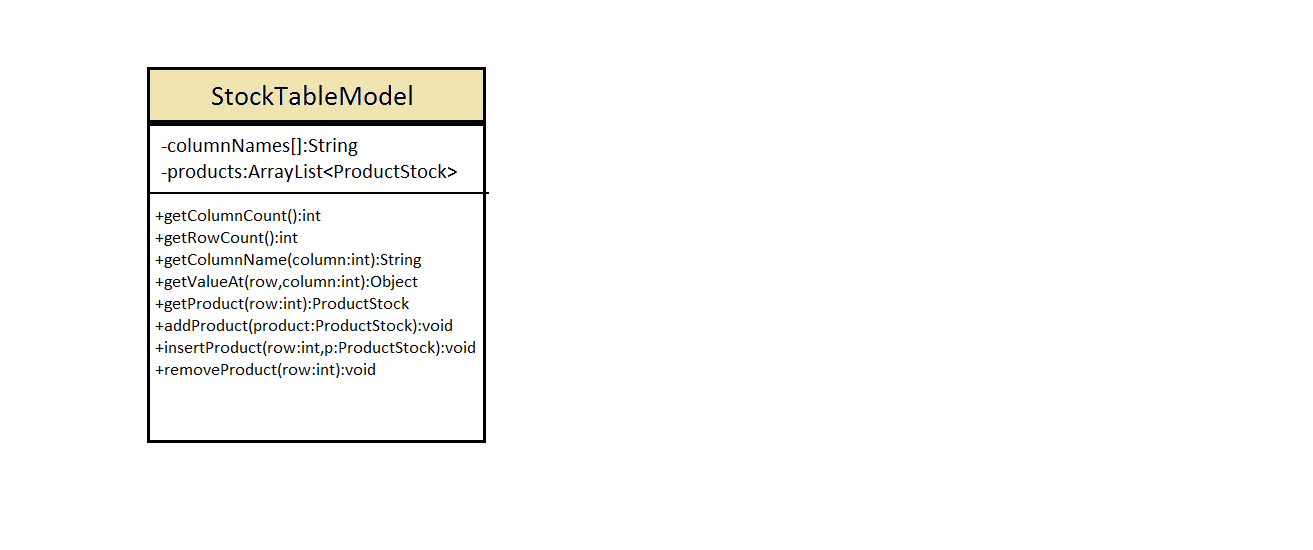 StockTableModel
-columnNames[]:String
-products:ArrayList<ProductStock>
+getColumnCount():int
+getRowCount():int
+getColumnName(column:int):String
+getValueAt(row,column:int):Object
+getProduct(row:int):ProductStock
+addProduct(product:ProductStock):void
+insertProduct(row:int,p:ProductStock):void
+removeProduct(row:int):void